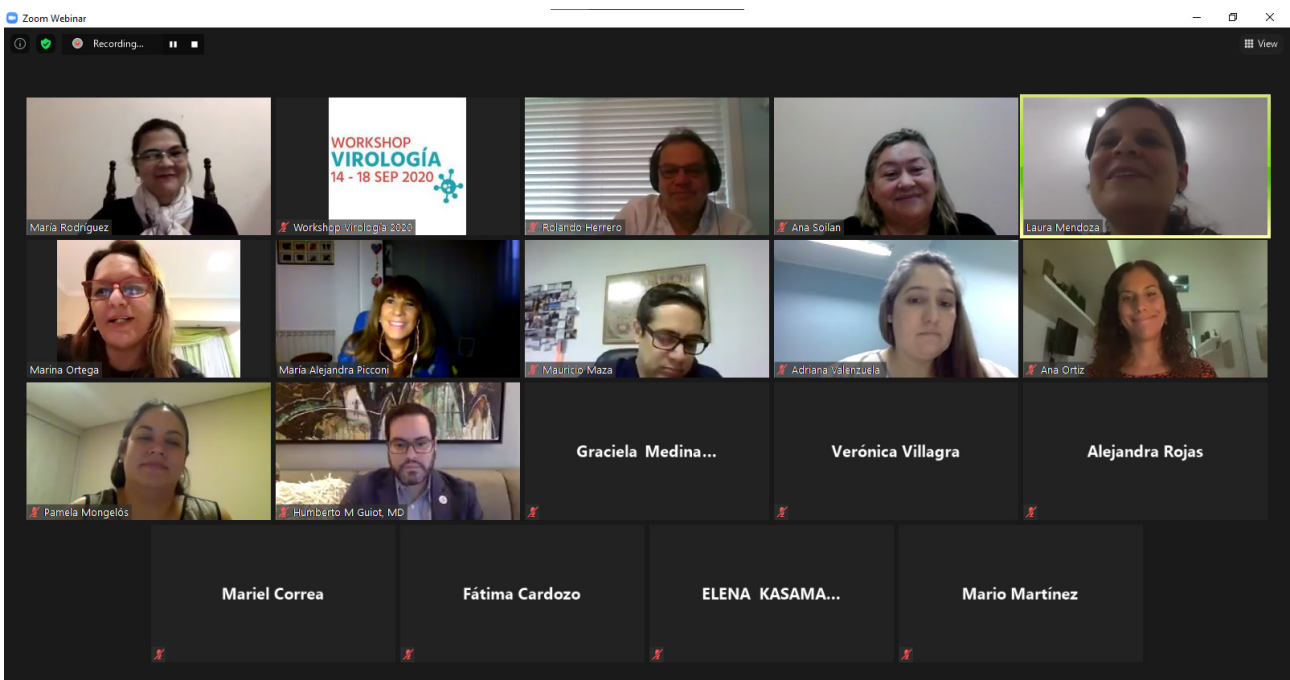 Zoom Webinar
Recording...
View
María Rodríguez
WORKSHOP
VIROLOGÍA
14 - 18 SEP 2020
Workshop Virología 2020
Rolando Herrero
Ana Soilan
Laura Mendoza
Marina Ortega
María Alejandra Picconi
Mauricio Maza
Adriana Valenzuela
Ana Ortiz
Pamela Mongelós
Humberto M Guiot, MD
Graciela Medina...
Verónica Villagra
Alejandra Rojas
Mariel Correa
Fátima Cardozo
ELENA KASAMA...
Mario Martínez